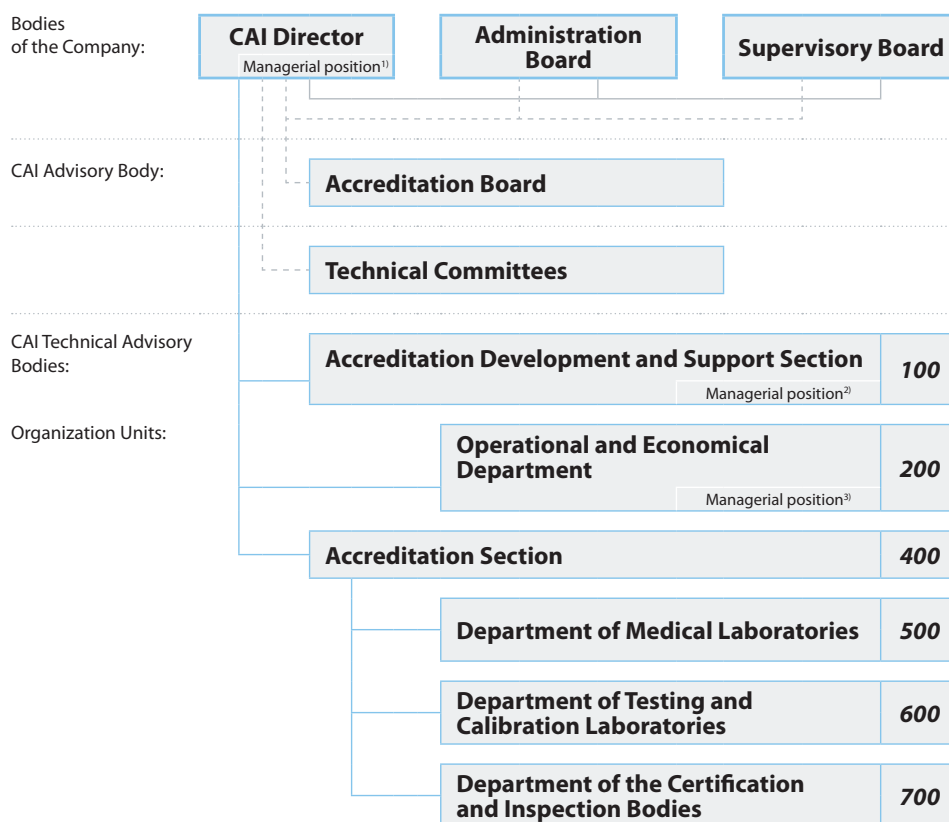 Bodies
of the Company:
CAI Director
Managerial position1)
Administration
Board
Supervisory Board
CAI Advisory Body:
Accreditation Board
Technical Committees
CAI Technical Advisory
Bodies:
Accreditation Development and Support Section
100
Managerial position2)
Organization Units:
Operational and Economical
Department
200
Managerial position3)
Accreditation Section
400
Department of Medical Laboratories
500
Department of Testing and
Calibration Laboratories
600
Department of the Certification
and Inspection Bodies
700